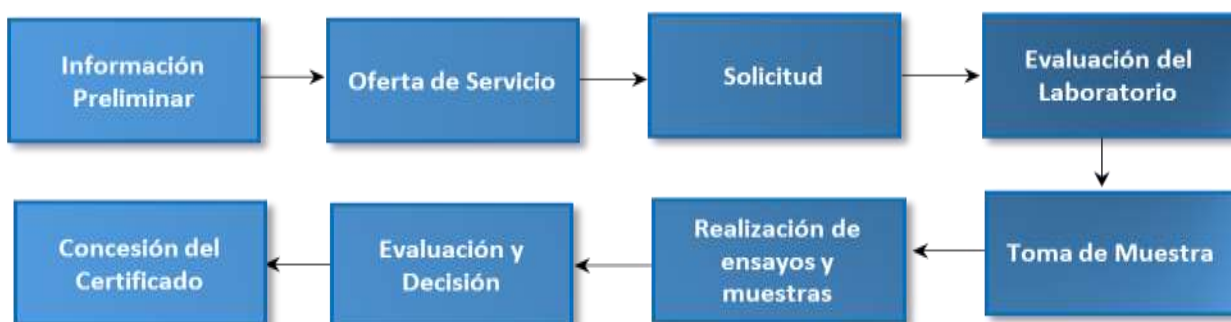 Información
Preliminar
Oferta de Servicio
Solicitud
Evaluación del
Laboratorio
Toma de Muestra
Realización de
ensayos y
muestras
Evaluación y
Decisión
Concesión del
Certificado